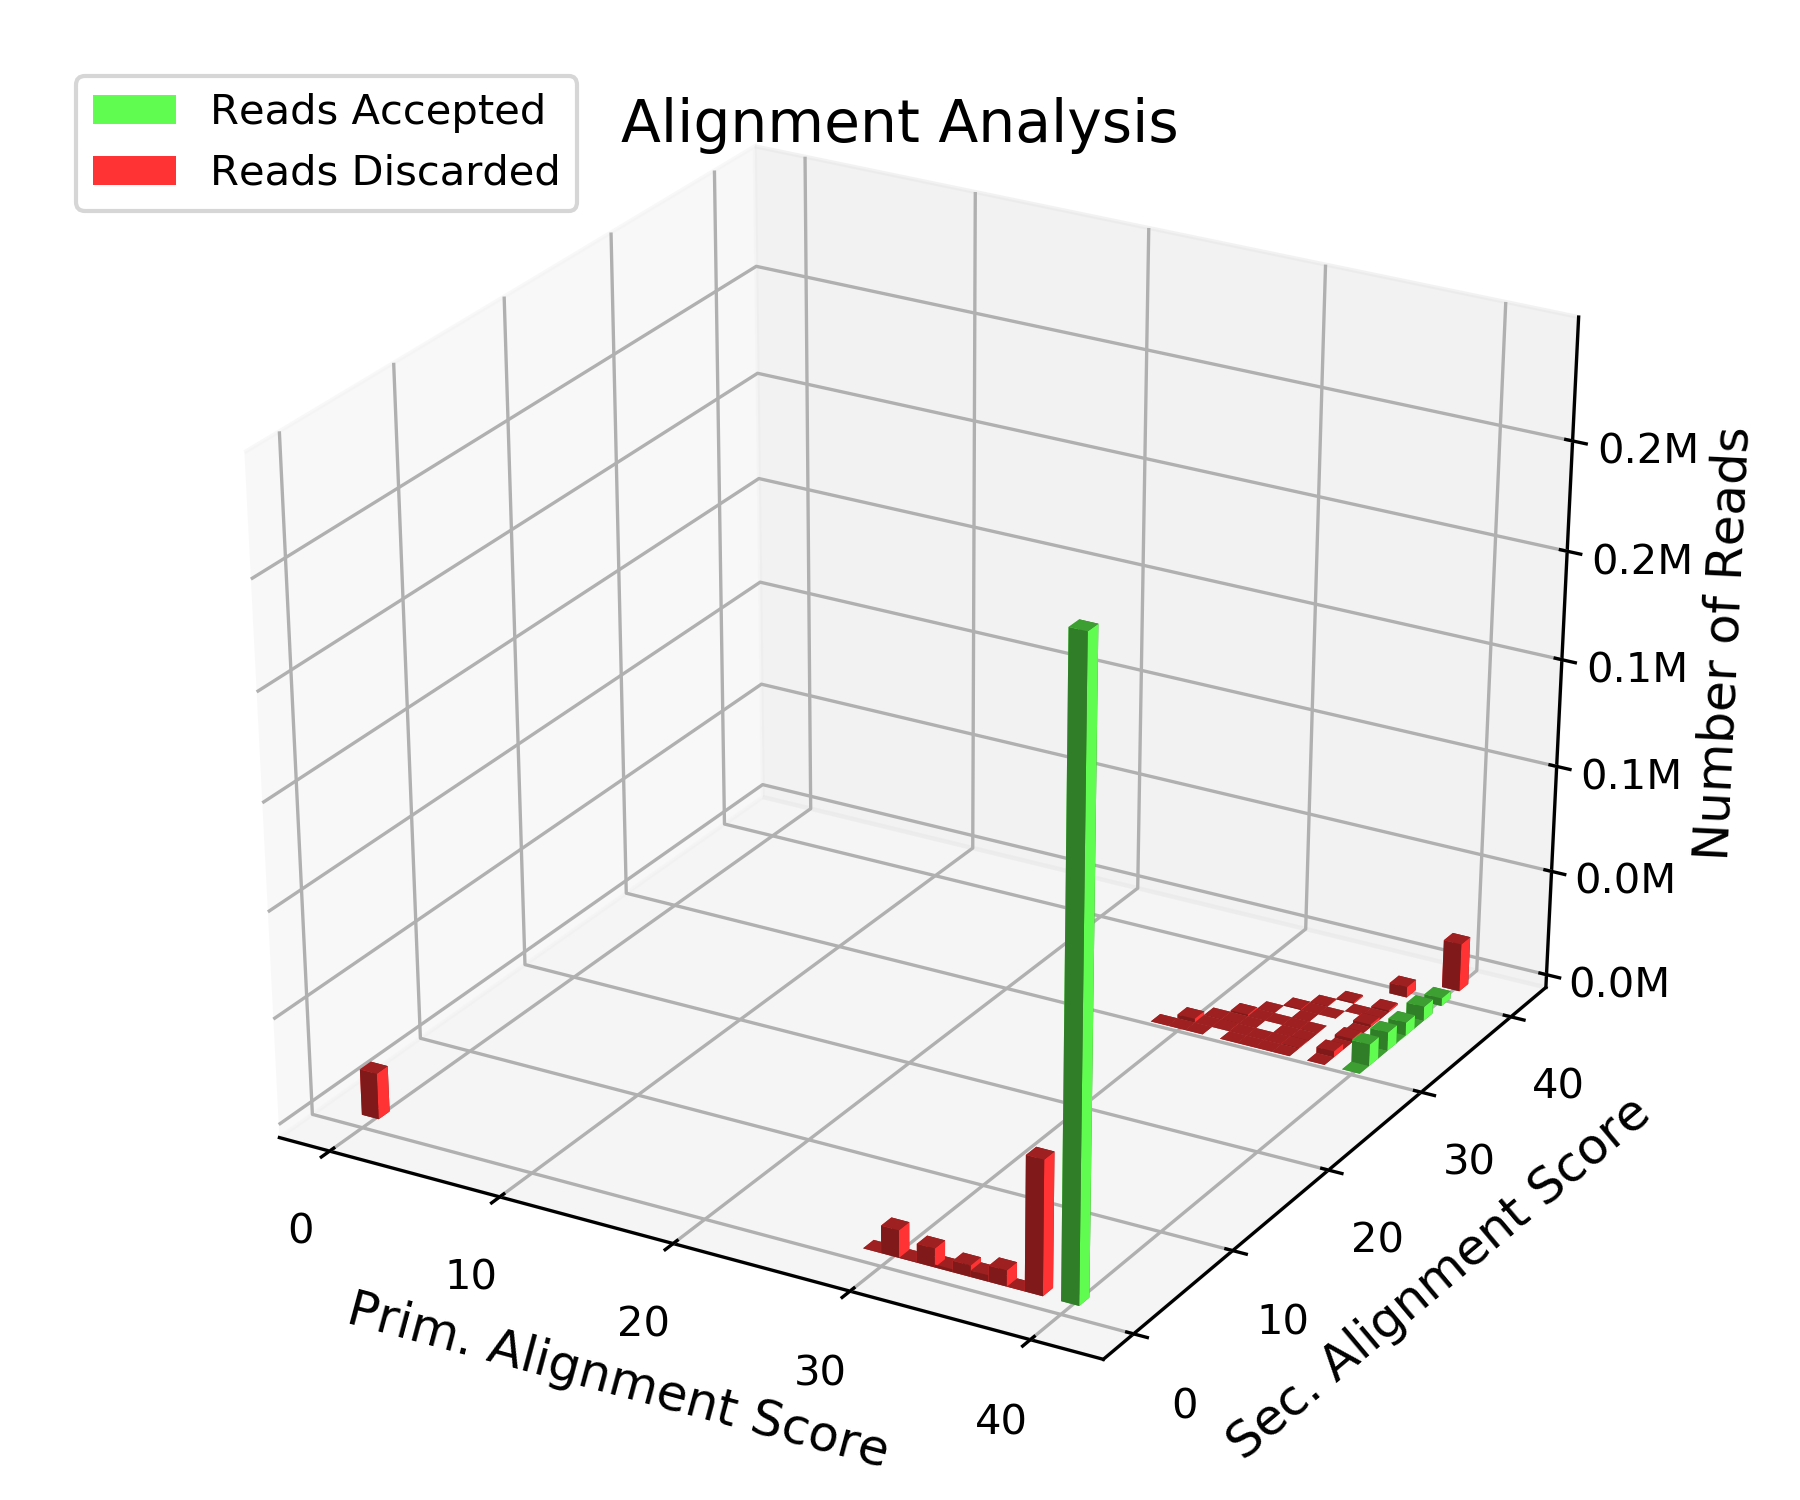 Reads Accepted
Reads Discarded
Alignment Analysis
0.2M
0.2M
0.1M
0.1M
0.0M
0.0M
Number of Reads
0
10
20
30
40
Prim. Alignment Score
0
10
20
30
40
Sec. Alignment Score